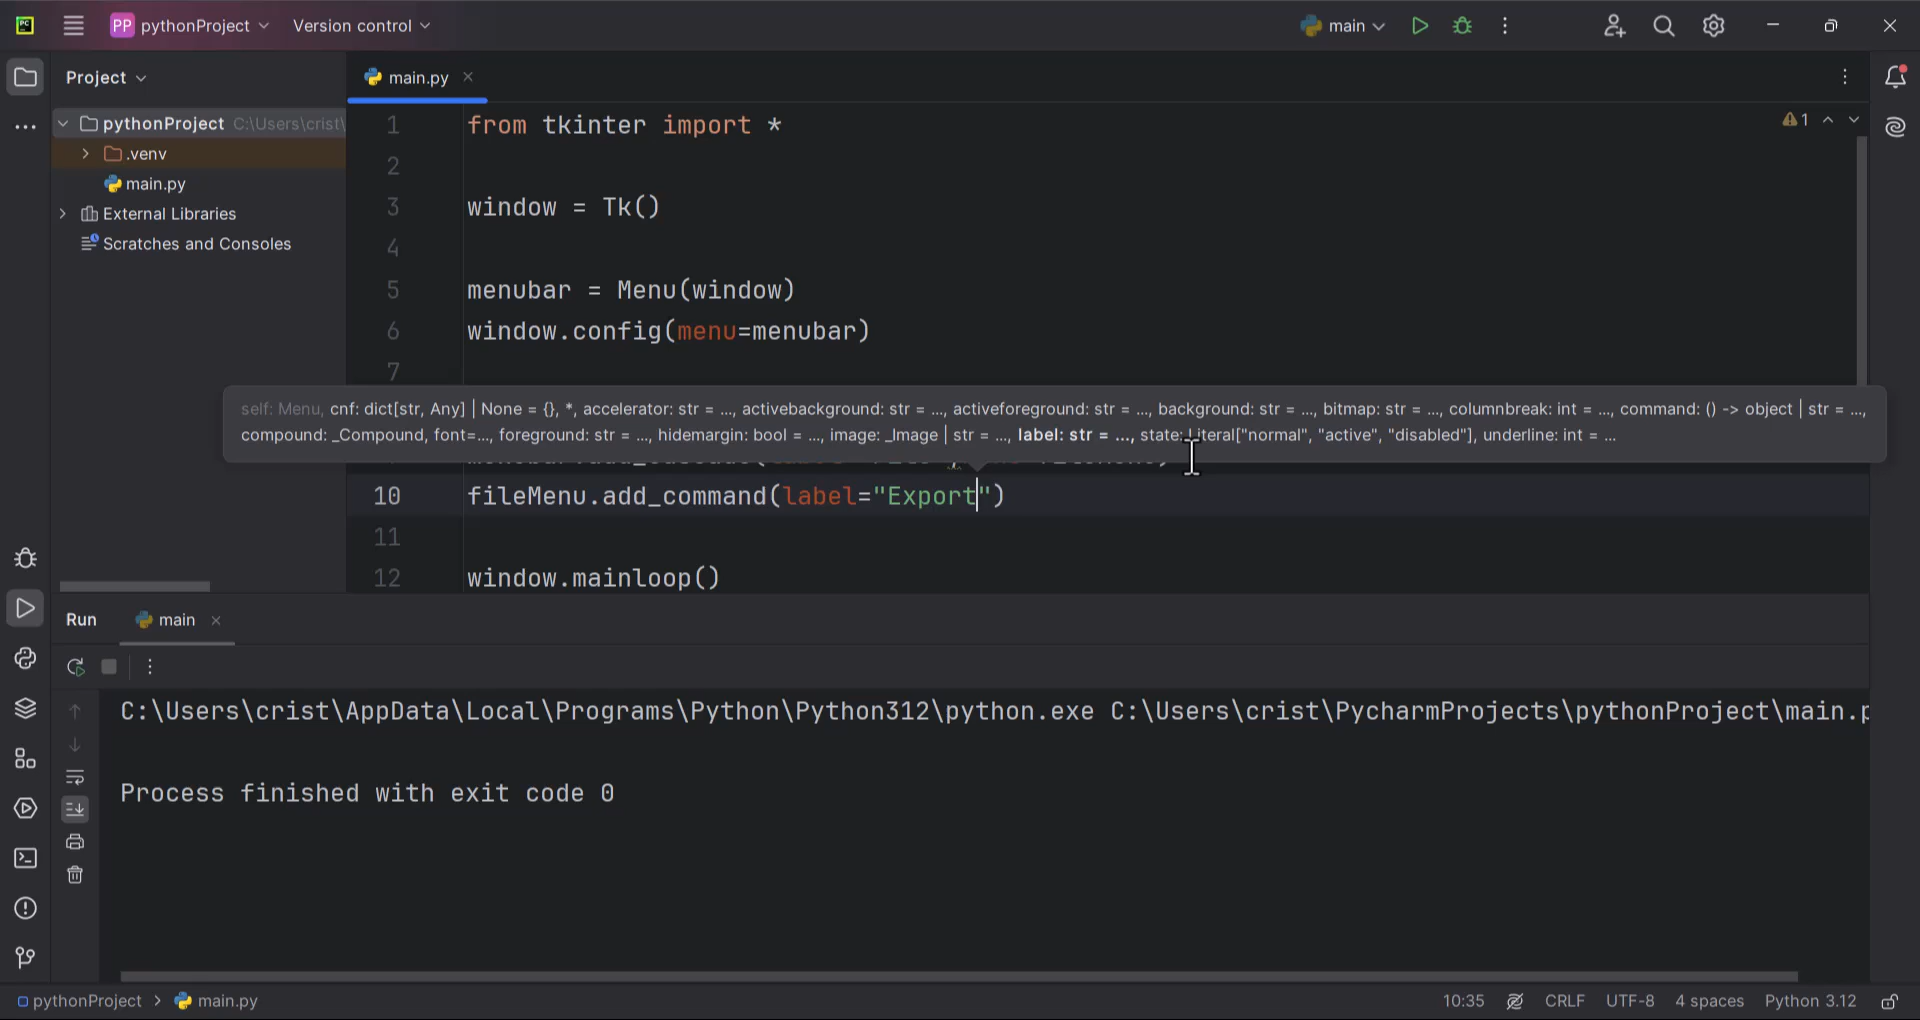 PC PP pythonProject Version control main
Project main.py
pythonProject C:\Users\crist\
.venv
main.py
External Libraries
Scratches and Consoles
1 from tkinter import * 1
2
3 window = Tk()
4
5 menubar = Menu(window)
6 window.config(menu=menubar)
7
self: Menu, cnf: dict[str, Any] | None = {}, *, accelerator: str = ..., activebackground: str = ..., activeforeground: str = ..., background: str = ..., bitmap: str = ..., columnbreak: int = ..., command: () -> object | str = ...,
compound: _Compound, font=..., foreground: str = ..., hidemargin: bool = ..., image: _Image | str = ..., label: str = ..., state: Literal["normal", "active", "disabled"], underline: int = ...
10 fileMenu.add_command(label="Export")
11
12 window.mainloop()
Run main
C:\Users\crist\AppData\Local\Programs\Python\Python312\python.exe C:\Users\crist\PycharmProjects\pythonProject\main.p
Process finished with exit code 0
pythonProject > main.py 10:35 CRLF UTF-8 4 spaces Python 3.12